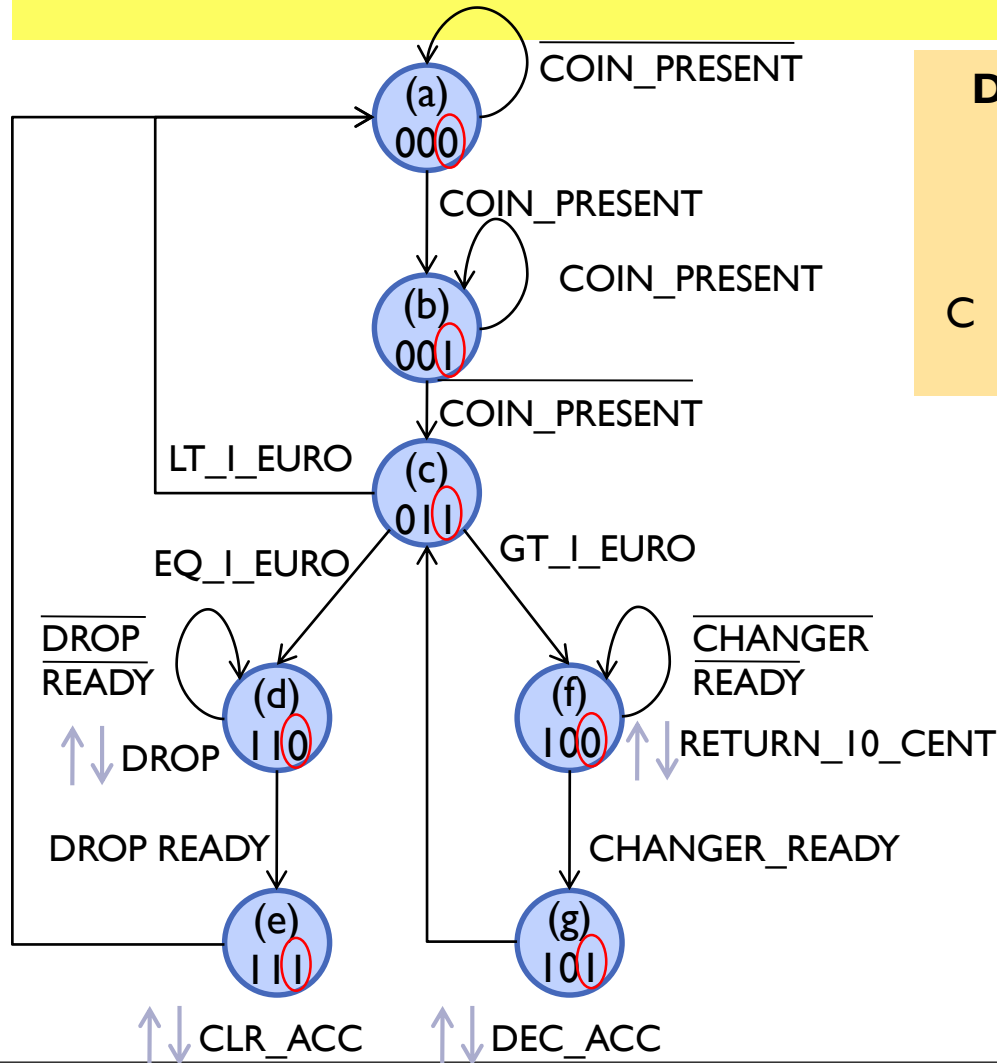 COIN_PRESENT
D
(a)
000
COIN_PRESENT
COIN_PRESENT
(b)
001
C
COIN_PRESENT
LT_1_EURO
(c)
011
EQ_1_EURO
GT_1_EURO
DROP
READY
CHANGER
READY
(d)
110
(f)
100
DROP
RETURN_10_CENT
DROP READY
CHANGER_READY
(e)
111
(g)
101
CLR_ACC
DEC_ACC